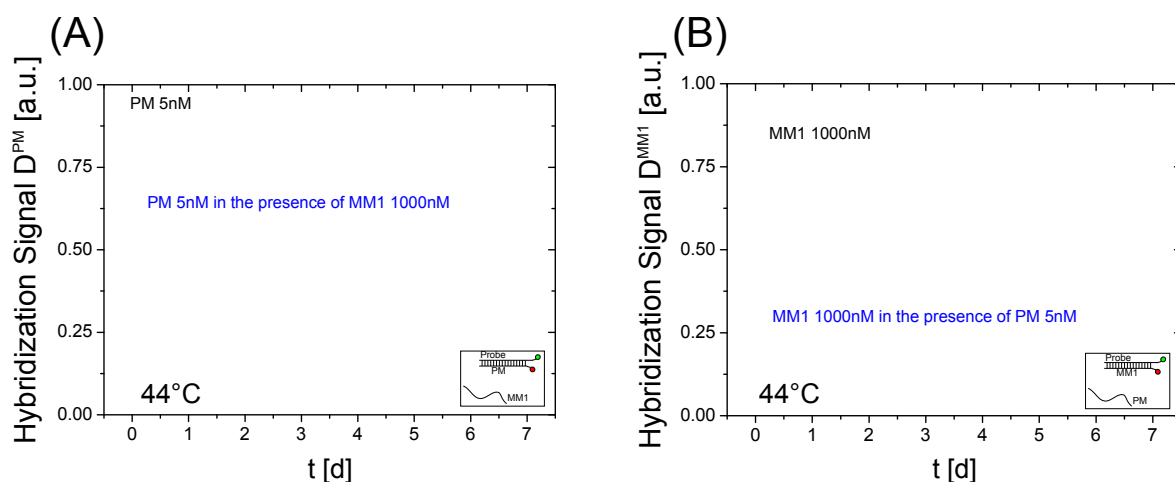 (A)
Hybridization Signal D^PM [a.u.]
1.00
0.75
0.50
0.25
0.00
PM 5nM
PM 5nM in the presence of MM1 1000nM
44°C
Probe
PM
MM1
0 1 2 3 4 5 6 7
t [d]
(B)
Hybridization Signal D^MM1 [a.u.]
1.00
0.75
0.50
0.25
0.00
MM1 1000nM
MM1 1000nM in the presence of PM 5nM
44°C
Probe
MM1
PM
0 1 2 3 4 5 6 7
t [d]